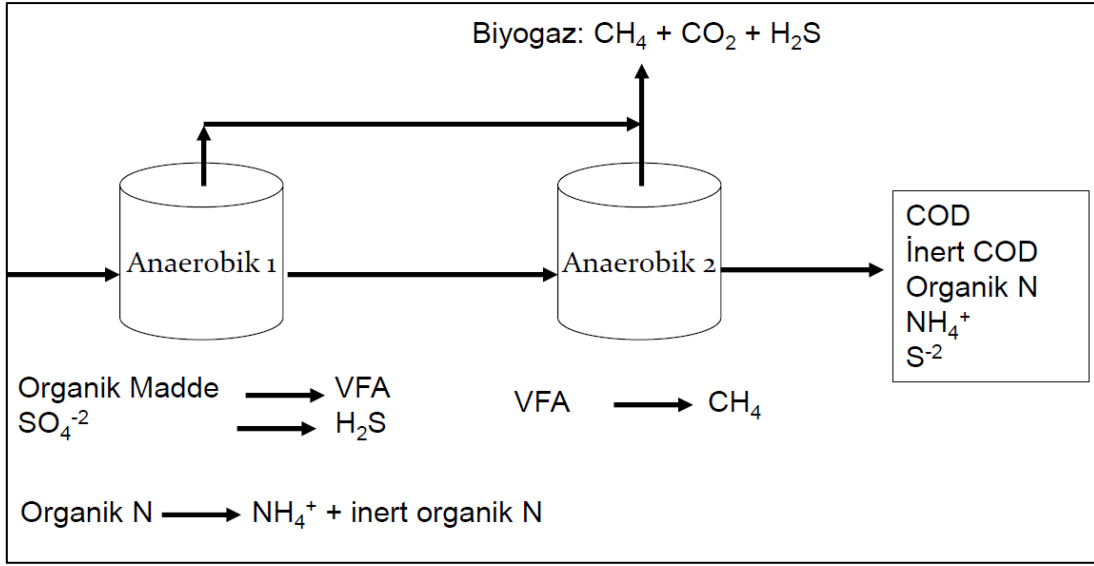 Biyogaz: CH₄ + CO₂ + H₂S
Anaerobik 1
Anaerobik 2
COD
İnert COD
Organik N
NH₄⁺
S⁻²
Organik Madde → VFA
SO₄⁻² → H₂S
VFA → CH₄
Organik N → NH₄⁺ + inert organik N